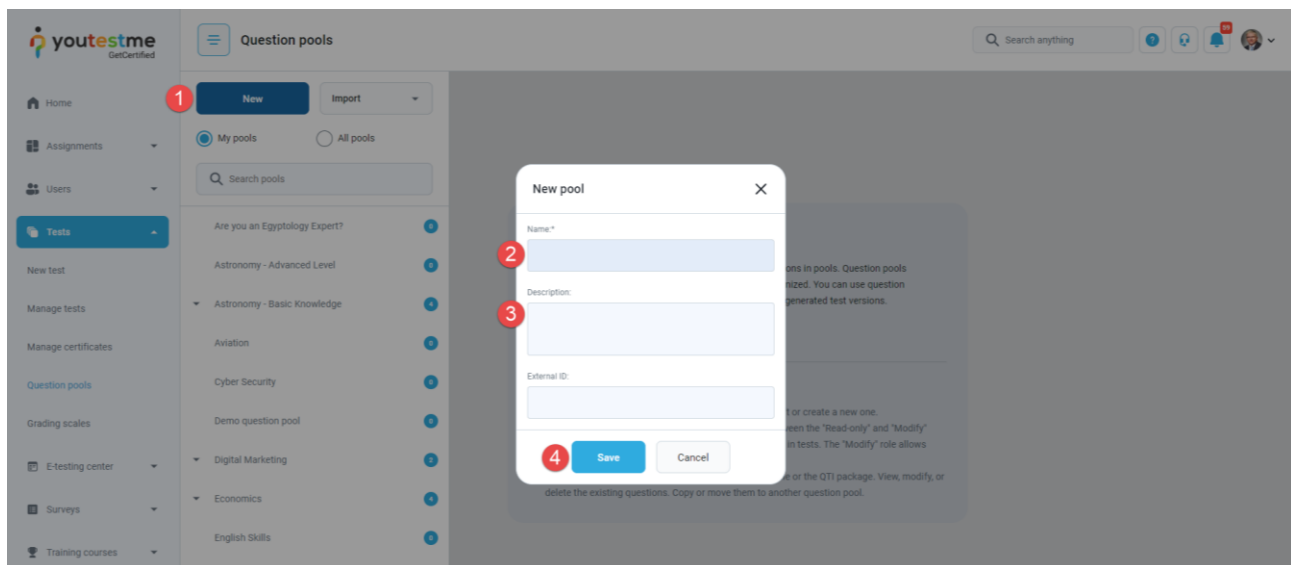 youtestme
GetCertified
Question pools
Search anything
?
59
Home
Assignments
Users
Tests
New test
Manage tests
Manage certificates
Question pools
Grading scales
E-testing center
Surveys
Training courses
1
New
Import
My pools
All pools
Search pools
Are you an Egyptology Expert?
Astronomy - Advanced Level
Astronomy - Basic Knowledge
Aviation
Cyber Security
Demo question pool
Digital Marketing
Economics
English Skills
New pool
Name:*
2
Description:
3
External ID:
4
Save
Cancel
ons in pools. Question pools
nized. You can use question
generated test versions.
t or create a new one.
ween the "Read-only" and "Modify"
in tests. The "Modify" role allows
e or the QTI package. View, modify, or
delete the existing questions. Copy or move them to another question pool.